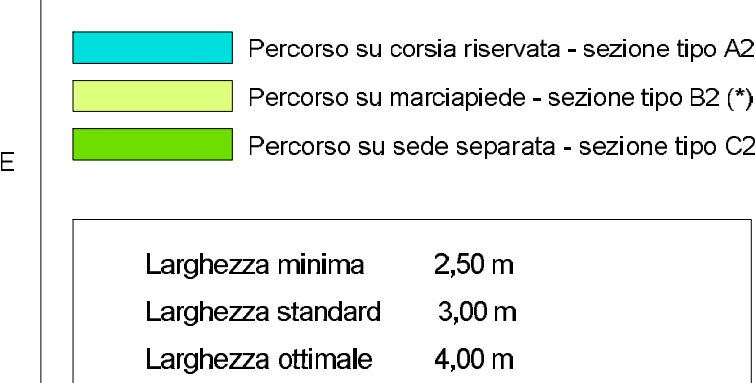 Percorso su corsia riservata - sezione tipo A2
Percorso su marciapiede - sezione tipo B2 (*)
Percorso su sede separata - sezione tipo C2
E
Larghezza minima 2,50 m
Larghezza standard 3,00 m
Larghezza ottimale 4,00 m